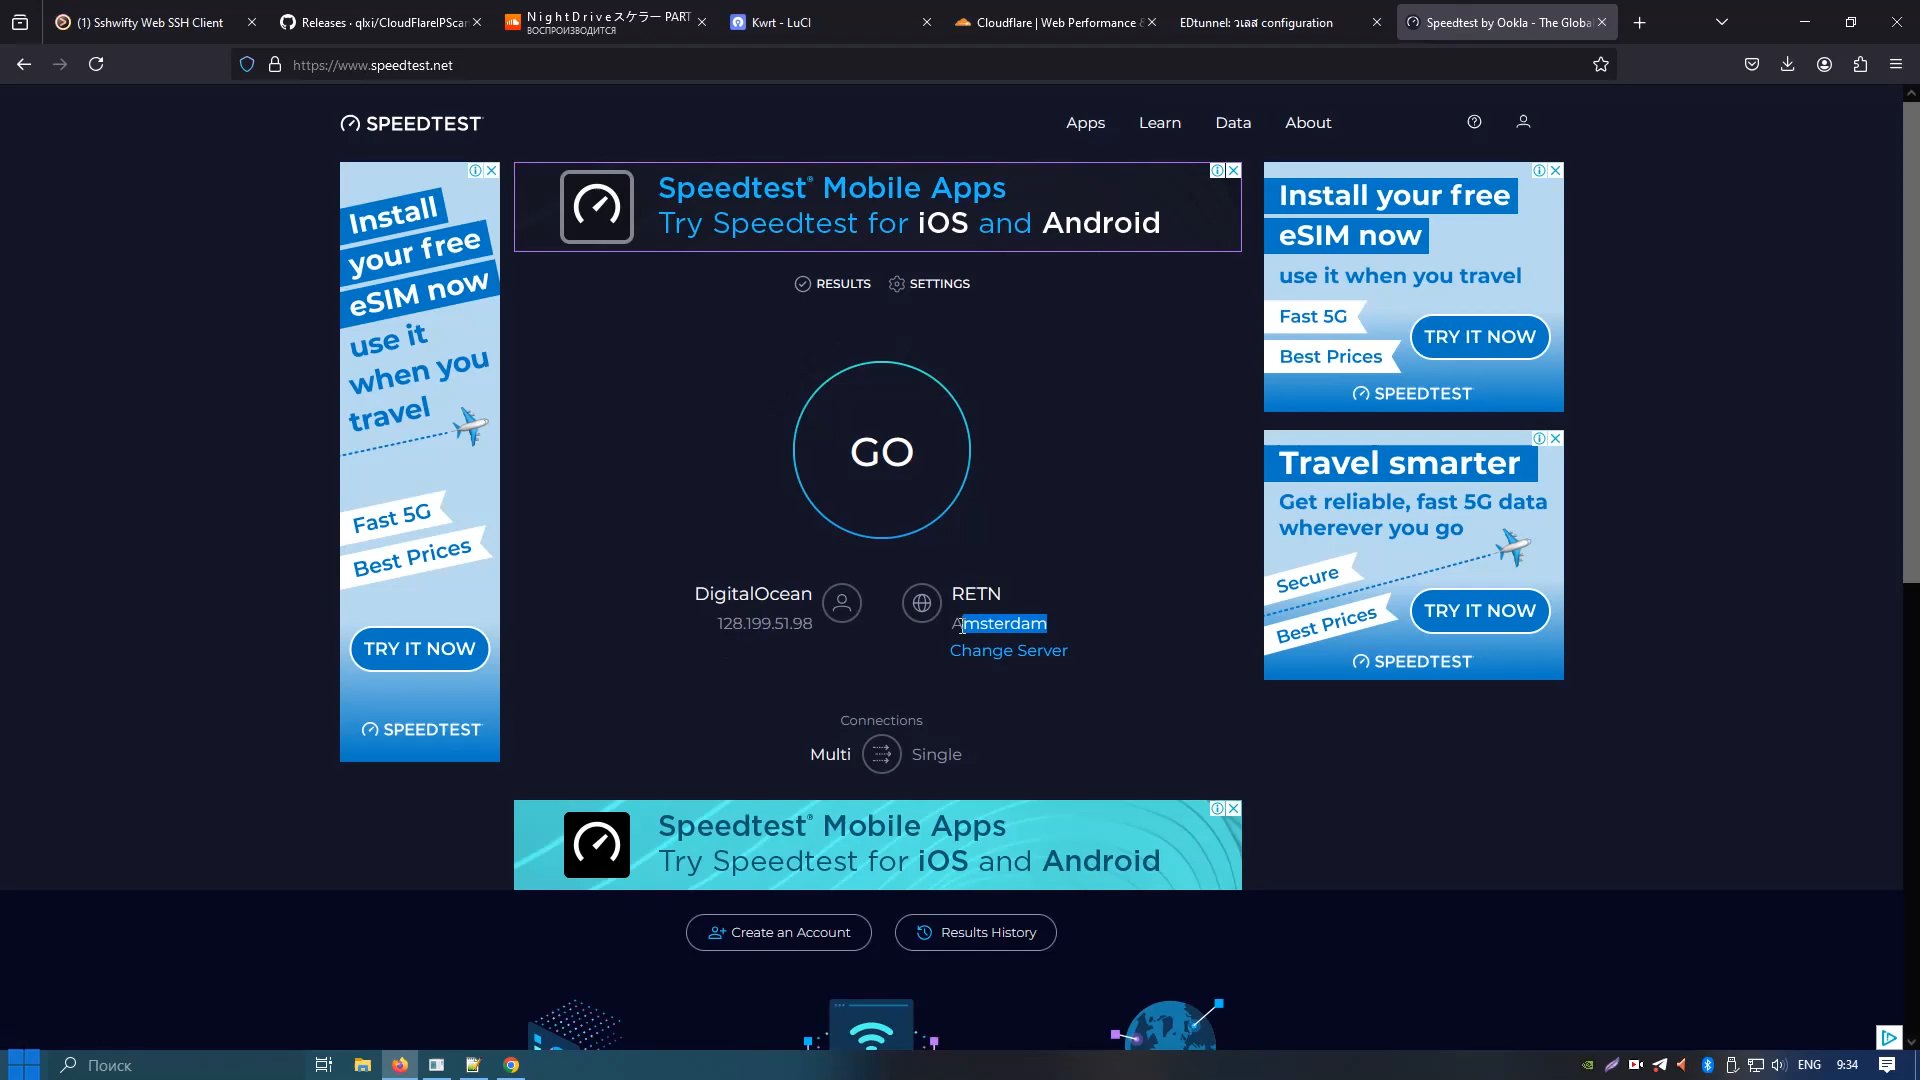 (1) Sshwifty Web SSH Client
Releases · qlxi/CloudFlareIPScan
NightDriveスケラー PART
ВОСПРОИЗВОДИТСЯ
Kwrt - LuCI
Cloudflare | Web Performance &
EDtunnel: วเลส configuration
Speedtest by Ookla - The Global
https://www.speedtest.net
SPEEDTEST
Apps
Learn
Data
About
Install
your free
eSIM now
use it
when you
travel
Fast 5G
Best Prices
TRY IT NOW
SPEEDTEST
Speedtest® Mobile Apps
Try Speedtest for iOS and Android
RESULTS
SETTINGS
GO
DigitalOcean
128.199.51.98
RETN
Amsterdam
Change Server
Connections
Multi
Single
Install your free
eSIM now
use it when you travel
Fast 5G
Best Prices
TRY IT NOW
SPEEDTEST
Travel smarter
Get reliable, fast 5G data
wherever you go
Secure
Best Prices
TRY IT NOW
SPEEDTEST
Speedtest® Mobile Apps
Try Speedtest for iOS and Android
Create an Account
Results History
Поиск
ENG
9:34